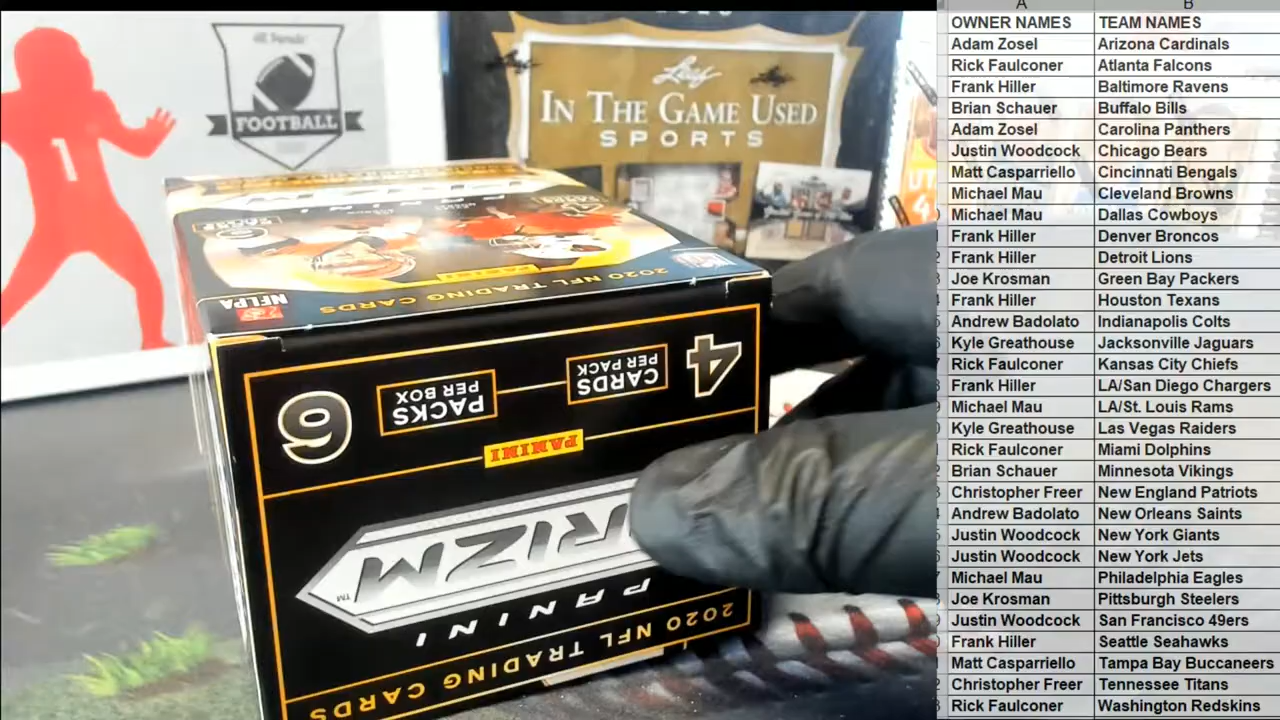 FOOTBALL
1
Leaf
IN THE GAME USED
SPORTS
PRIZM
PANINI
PANINI
2020 NFL TRADING CARDS
NFLPA
4
CARDS
PER PACK
6
PACKS
PER BOX
PANINI
PRIZM
TM
PANINI
2020 NFL TRADING CARDS
A B
OWNER NAMES TEAM NAMES
Adam Zosel Arizona Cardinals
Rick Faulconer Atlanta Falcons
Frank Hiller Baltimore Ravens
Brian Schauer Buffalo Bills
Adam Zosel Carolina Panthers
Justin Woodcock Chicago Bears
Matt Casparriello Cincinnati Bengals
Michael Mau Cleveland Browns
Michael Mau Dallas Cowboys
Frank Hiller Denver Broncos
Frank Hiller Detroit Lions
Joe Krosman Green Bay Packers
Frank Hiller Houston Texans
Andrew Badolato Indianapolis Colts
Kyle Greathouse Jacksonville Jaguars
Rick Faulconer Kansas City Chiefs
Frank Hiller LA/San Diego Chargers
Michael Mau LA/St. Louis Rams
Kyle Greathouse Las Vegas Raiders
Rick Faulconer Miami Dolphins
Brian Schauer Minnesota Vikings
Christopher Freer New England Patriots
Andrew Badolato New Orleans Saints
Justin Woodcock New York Giants
Justin Woodcock New York Jets
Michael Mau Philadelphia Eagles
Joe Krosman Pittsburgh Steelers
Justin Woodcock San Francisco 49ers
Frank Hiller Seattle Seahawks
Matt Casparriello Tampa Bay Buccaneers
Christopher Freer Tennessee Titans
Rick Faulconer Washington Redskins